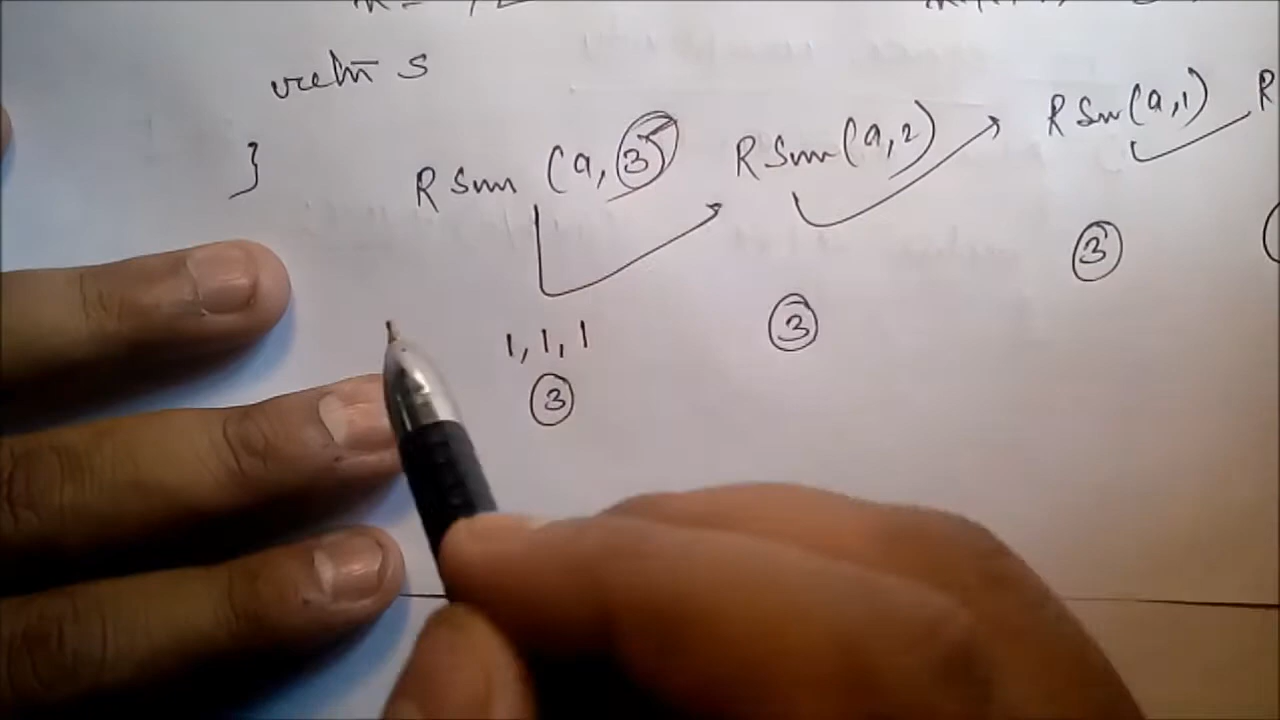 return s
}
RSum (a, 3) RSum(a,2) RSum(a,1) R
1, 1, 1
3 3 3